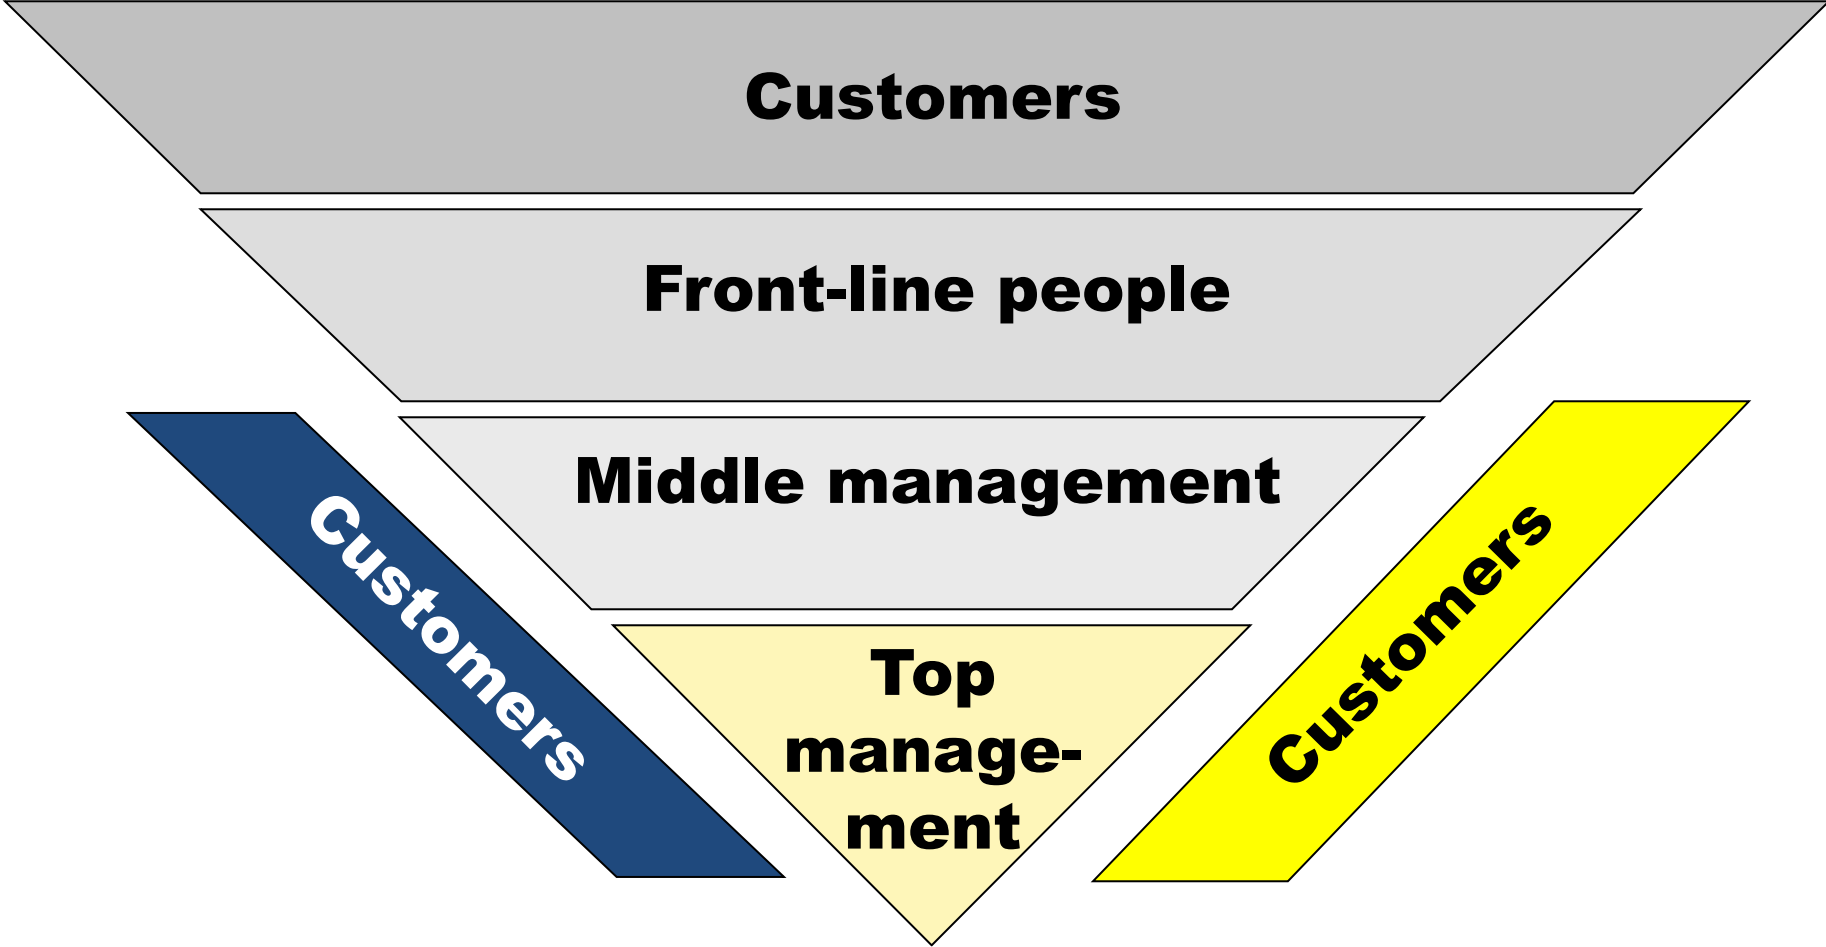 Customers
Front-line people
Middle management
Customers
Customers
Top
manage-
ment